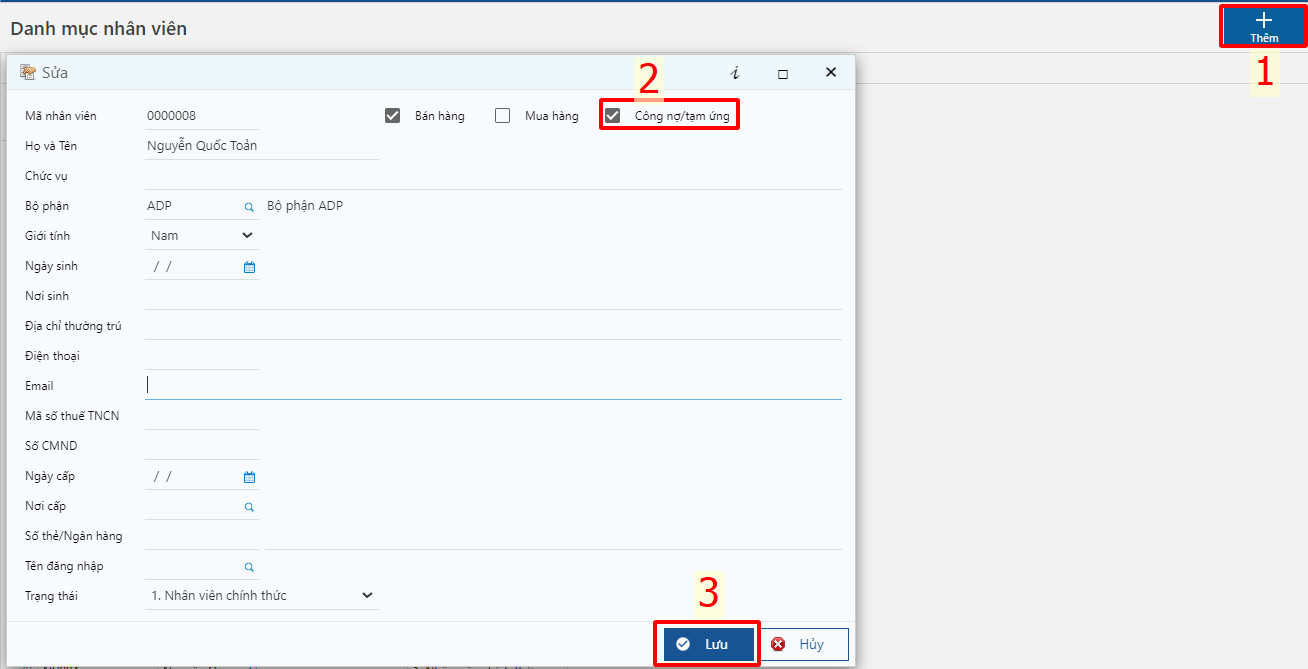 Danh mục nhân viên
Thêm
1
Sửa
2
i
Mã nhân viên 0000008 Bán hàng Mua hàng Công nợ/tạm ứng
Họ và Tên Nguyễn Quốc Toản
Chức vụ
Bộ phận ADP Bộ phận ADP
Giới tính Nam
Ngày sinh / /
Nơi sinh
Địa chỉ thường trú
Điện thoại
Email
Mã số thuế TNCN
Số CMND
Ngày cấp / /
Nơi cấp
Số thẻ/Ngân hàng
Tên đăng nhập
Trạng thái 1. Nhân viên chính thức
3
Lưu Hủy